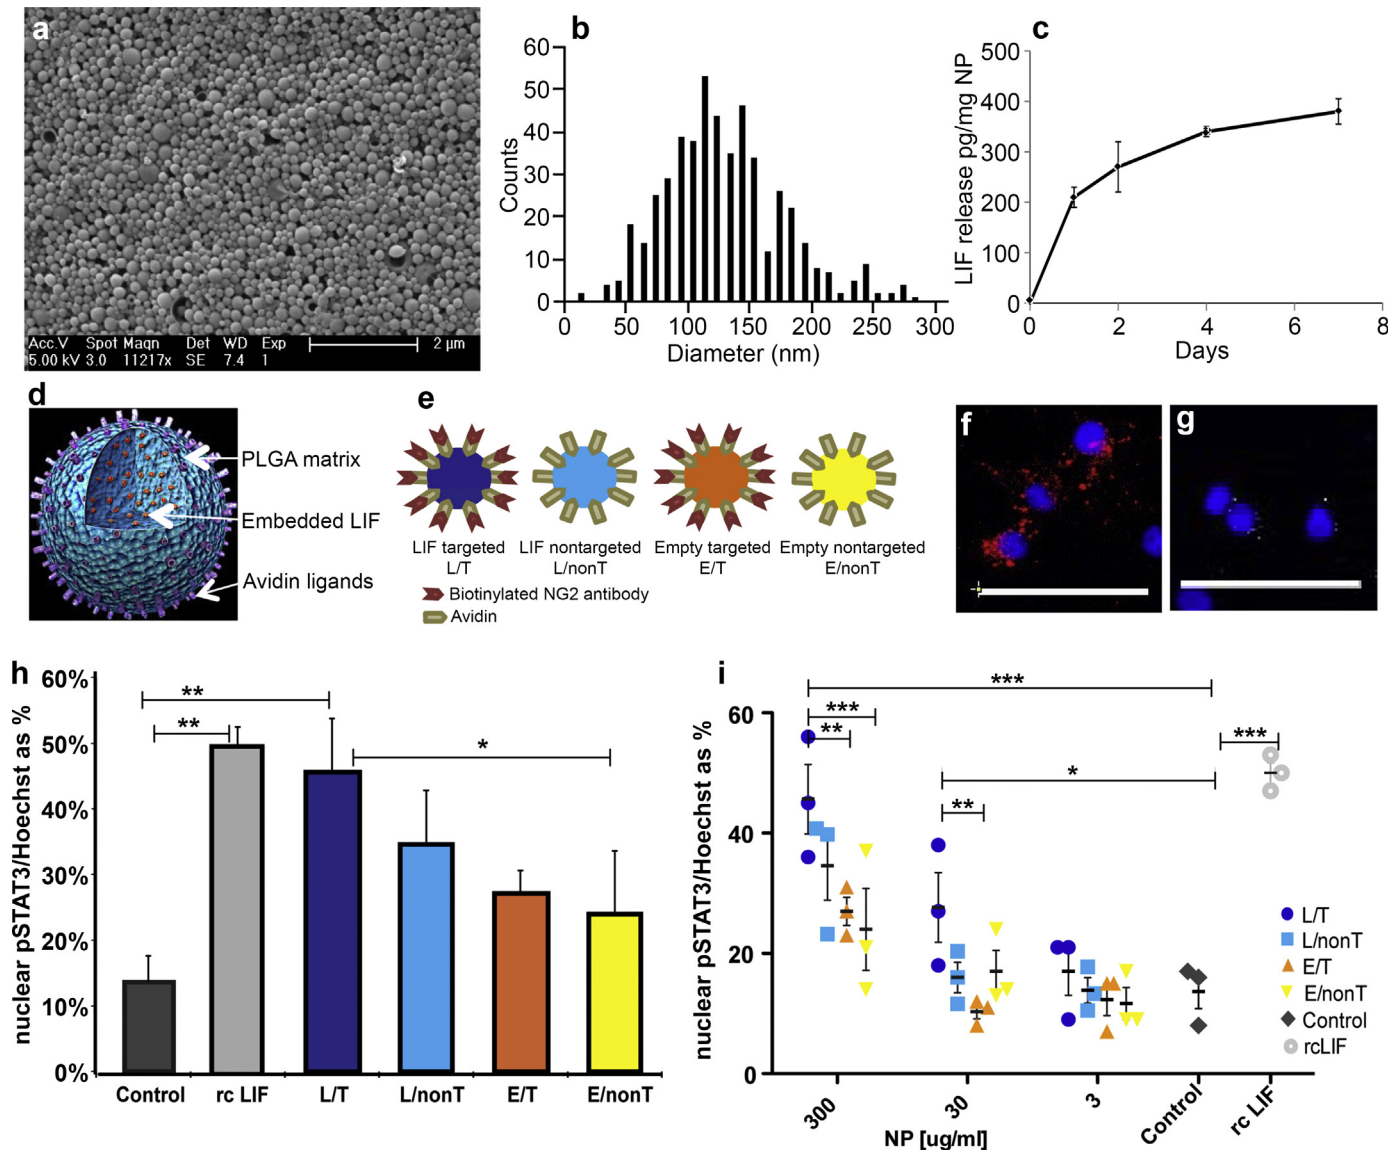 a
Acc.V Spot Magn Det WD Exp 2 µm
5.00 kV 3.0 11217x SE 7.4 1
b
Counts
60
50
40
30
20
10
0
0 50 100 150 200 250 300
Diameter (nm)
c
LIF release pg/mg NP
500
400
300
200
100
0
0 2 4 6 8
Days
d
PLGA matrix
Embedded LIF
Avidin ligands
e
LIF targeted
L/T
LIF nontargeted
L/nonT
Empty targeted
E/T
Empty nontargeted
E/nonT
Biotinylated NG2 antibody
Avidin
f
g
h
nuclear pSTAT3/Hoechst as %
60%
50%
40%
30%
20%
10%
0%
**
**
*
Control rc LIF L/T L/nonT E/T E/nonT
i
nuclear pSTAT3/Hoechst as %
60
40
20
0
***
***
**
***
*
**
L/T
L/nonT
E/T
E/nonT
Control
rcLIF
300 30 3 Control rc LIF
NP [ug/ml]